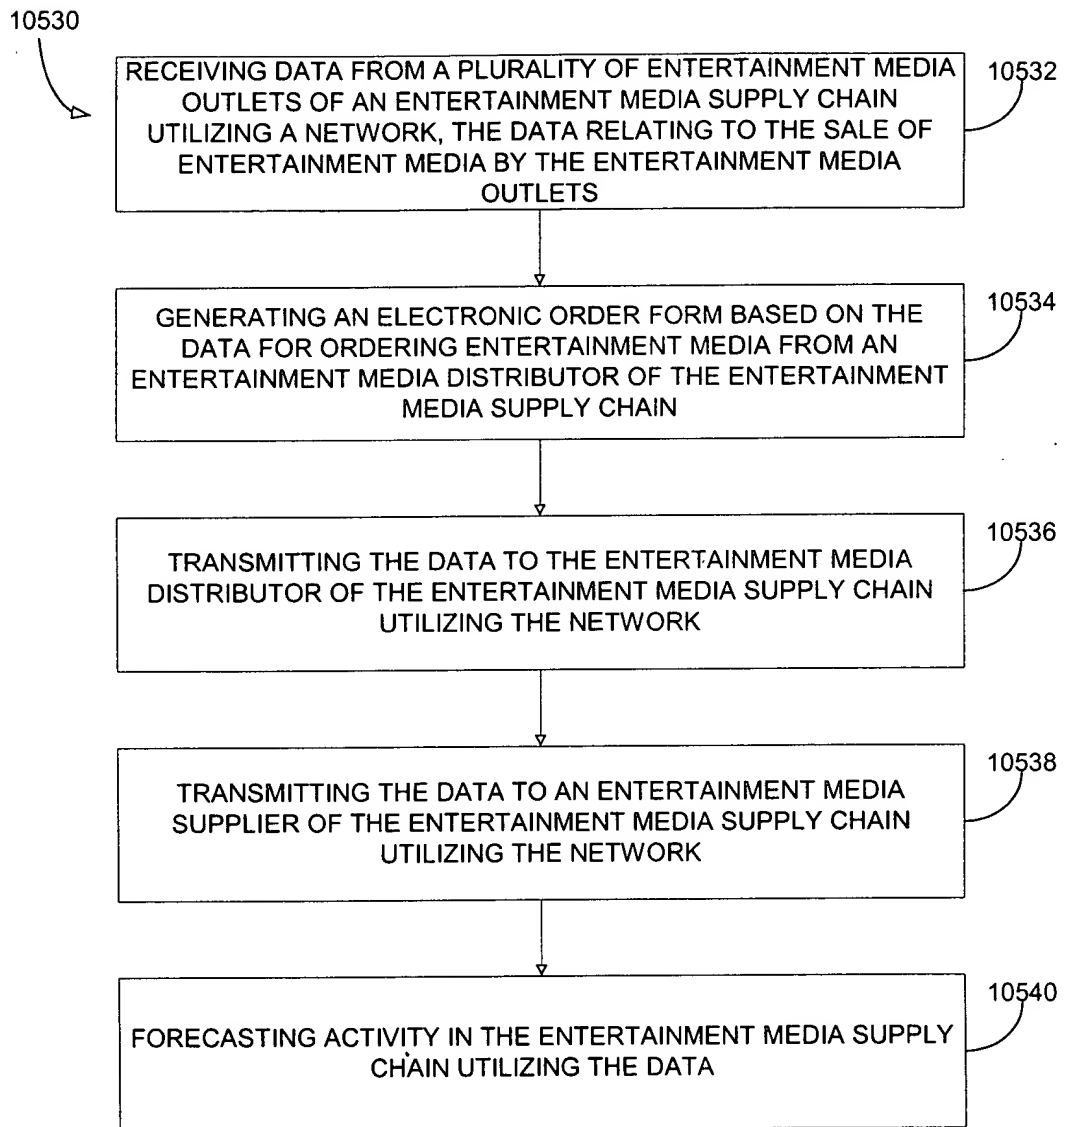 10530
RECEIVING DATA FROM A PLURALITY OF ENTERTAINMENT MEDIA
OUTLETS OF AN ENTERTAINMENT MEDIA SUPPLY CHAIN
UTILIZING A NETWORK, THE DATA RELATING TO THE SALE OF
ENTERTAINMENT MEDIA BY THE ENTERTAINMENT MEDIA
OUTLETS
10532
GENERATING AN ELECTRONIC ORDER FORM BASED ON THE
DATA FOR ORDERING ENTERTAINMENT MEDIA FROM AN
ENTERTAINMENT MEDIA DISTRIBUTOR OF THE ENTERTAINMENT
MEDIA SUPPLY CHAIN
10534
TRANSMITTING THE DATA TO THE ENTERTAINMENT MEDIA
DISTRIBUTOR OF THE ENTERTAINMENT MEDIA SUPPLY CHAIN
UTILIZING THE NETWORK
10536
TRANSMITTING THE DATA TO AN ENTERTAINMENT MEDIA
SUPPLIER OF THE ENTERTAINMENT MEDIA SUPPLY CHAIN
UTILIZING THE NETWORK
10538
FORECASTING ACTIVITY IN THE ENTERTAINMENT MEDIA SUPPLY
CHAIN UTILIZING THE DATA
10540